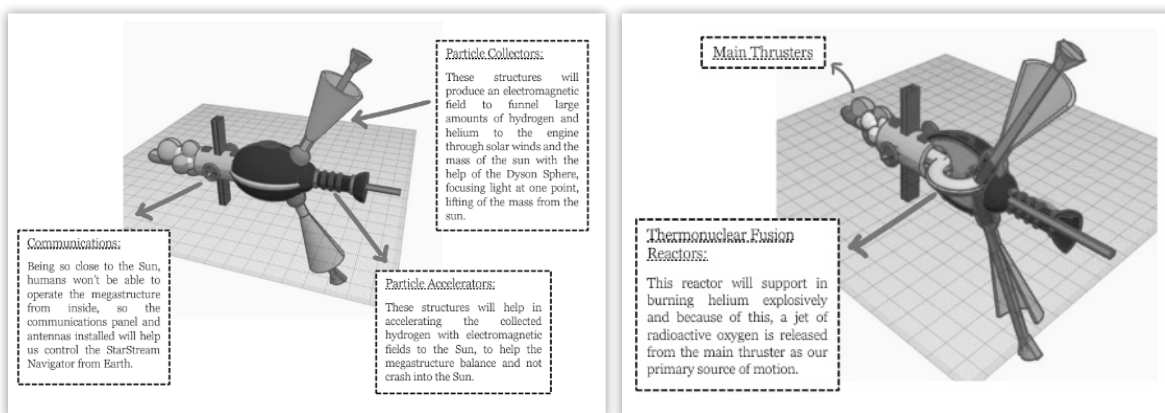 Particle Collectors:
These structures will
produce an electromagnetic
field to funnel large
amounts of hydrogen and
helium to the engine
through solar winds and the
mass of the sun with the
help of the Dyson Sphere,
focusing light at one point,
lifting of the mass from the
sun.
Communications:
Being so close to the Sun,
humans won't be able to
operate the megastructure
from inside, so the
communications panel and
antennas installed will help
us control the StarStream
Navigator from Earth.
Particle Accelerators:
These structures will help in
accelerating the collected
hydrogen with electromagnetic
fields to the Sun, to help the
megastructure balance and not
crash into the Sun.
Main Thrusters
Thermonuclear Fusion
Reactors:
This reactor will support in
burning helium explosively
and because of this, a jet of
radioactive oxygen is released
from the main thruster as our
primary source of motion.